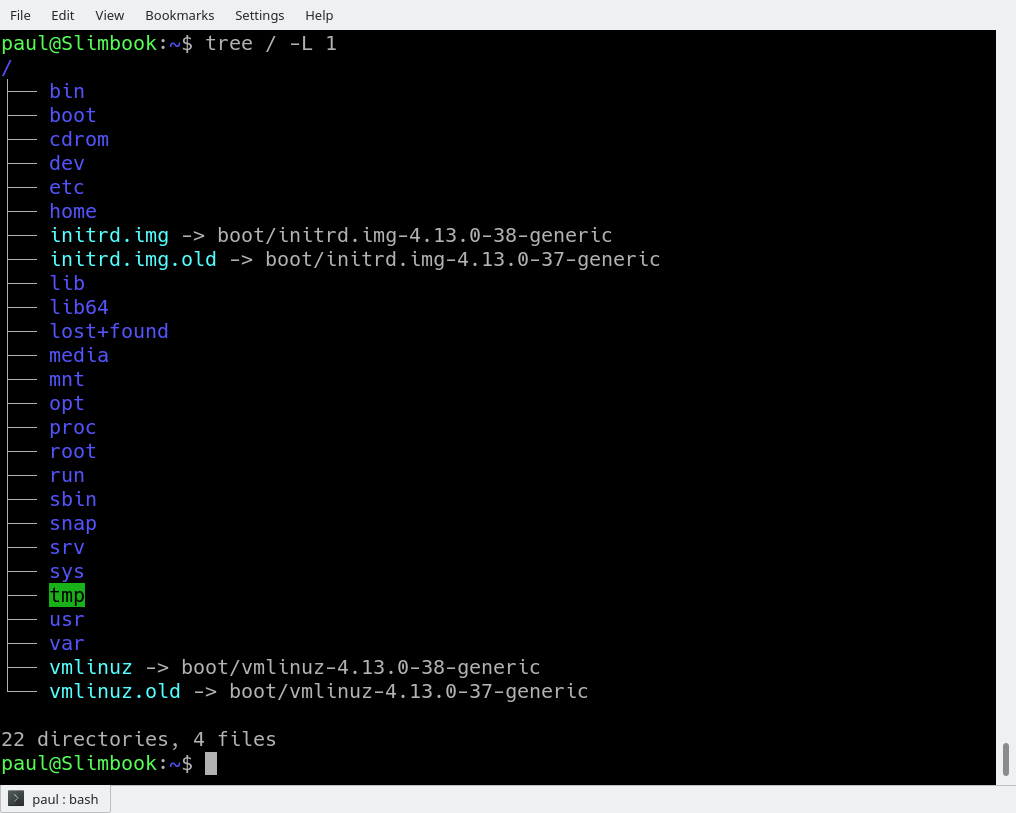 File Edit View Bookmarks Settings Help
paul@Slimbook:~$ tree / -L 1
/
├── bin
├── boot
├── cdrom
├── dev
├── etc
├── home
├── initrd.img -> boot/initrd.img-4.13.0-38-generic
├── initrd.img.old -> boot/initrd.img-4.13.0-37-generic
├── lib
├── lib64
├── lost+found
├── media
├── mnt
├── opt
├── proc
├── root
├── run
├── sbin
├── snap
├── srv
├── sys
├── tmp
├── usr
├── var
├── vmlinuz -> boot/vmlinuz-4.13.0-38-generic
└── vmlinuz.old -> boot/vmlinuz-4.13.0-37-generic
22 directories, 4 files
paul@Slimbook:~$
paul : bash